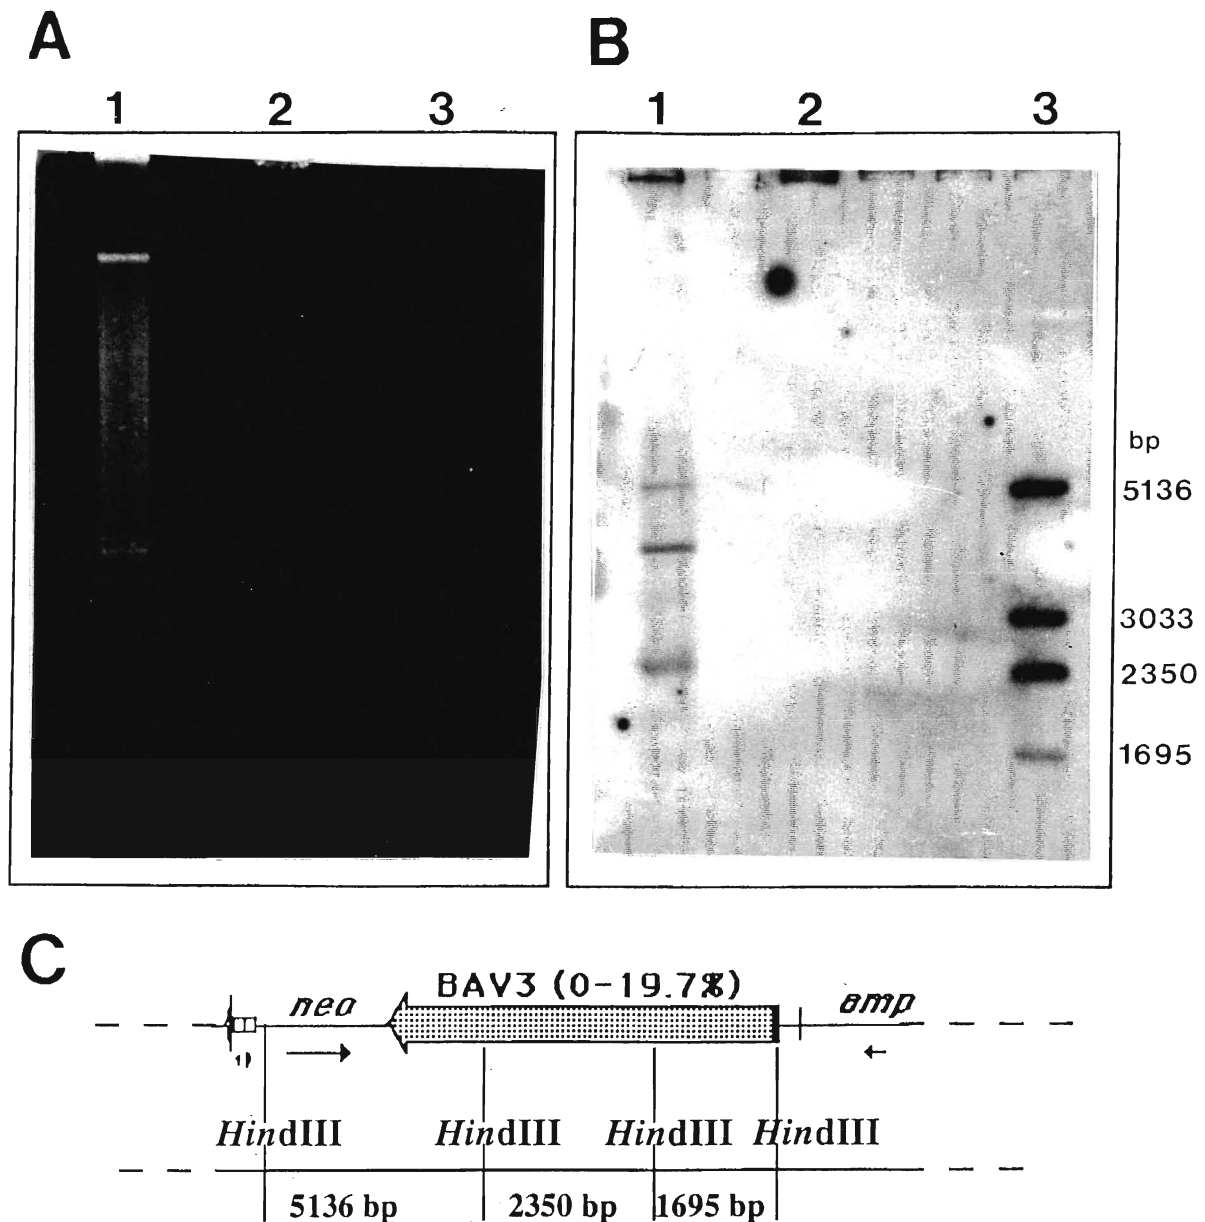 A
1 2 3
B
1 2 3
bp
5136
3033
2350
1695
C
BAV3 (0-19.7%)
neo
amp
HindIII HindIII HindIII HindIII
5136 bp 2350 bp 1695 bp